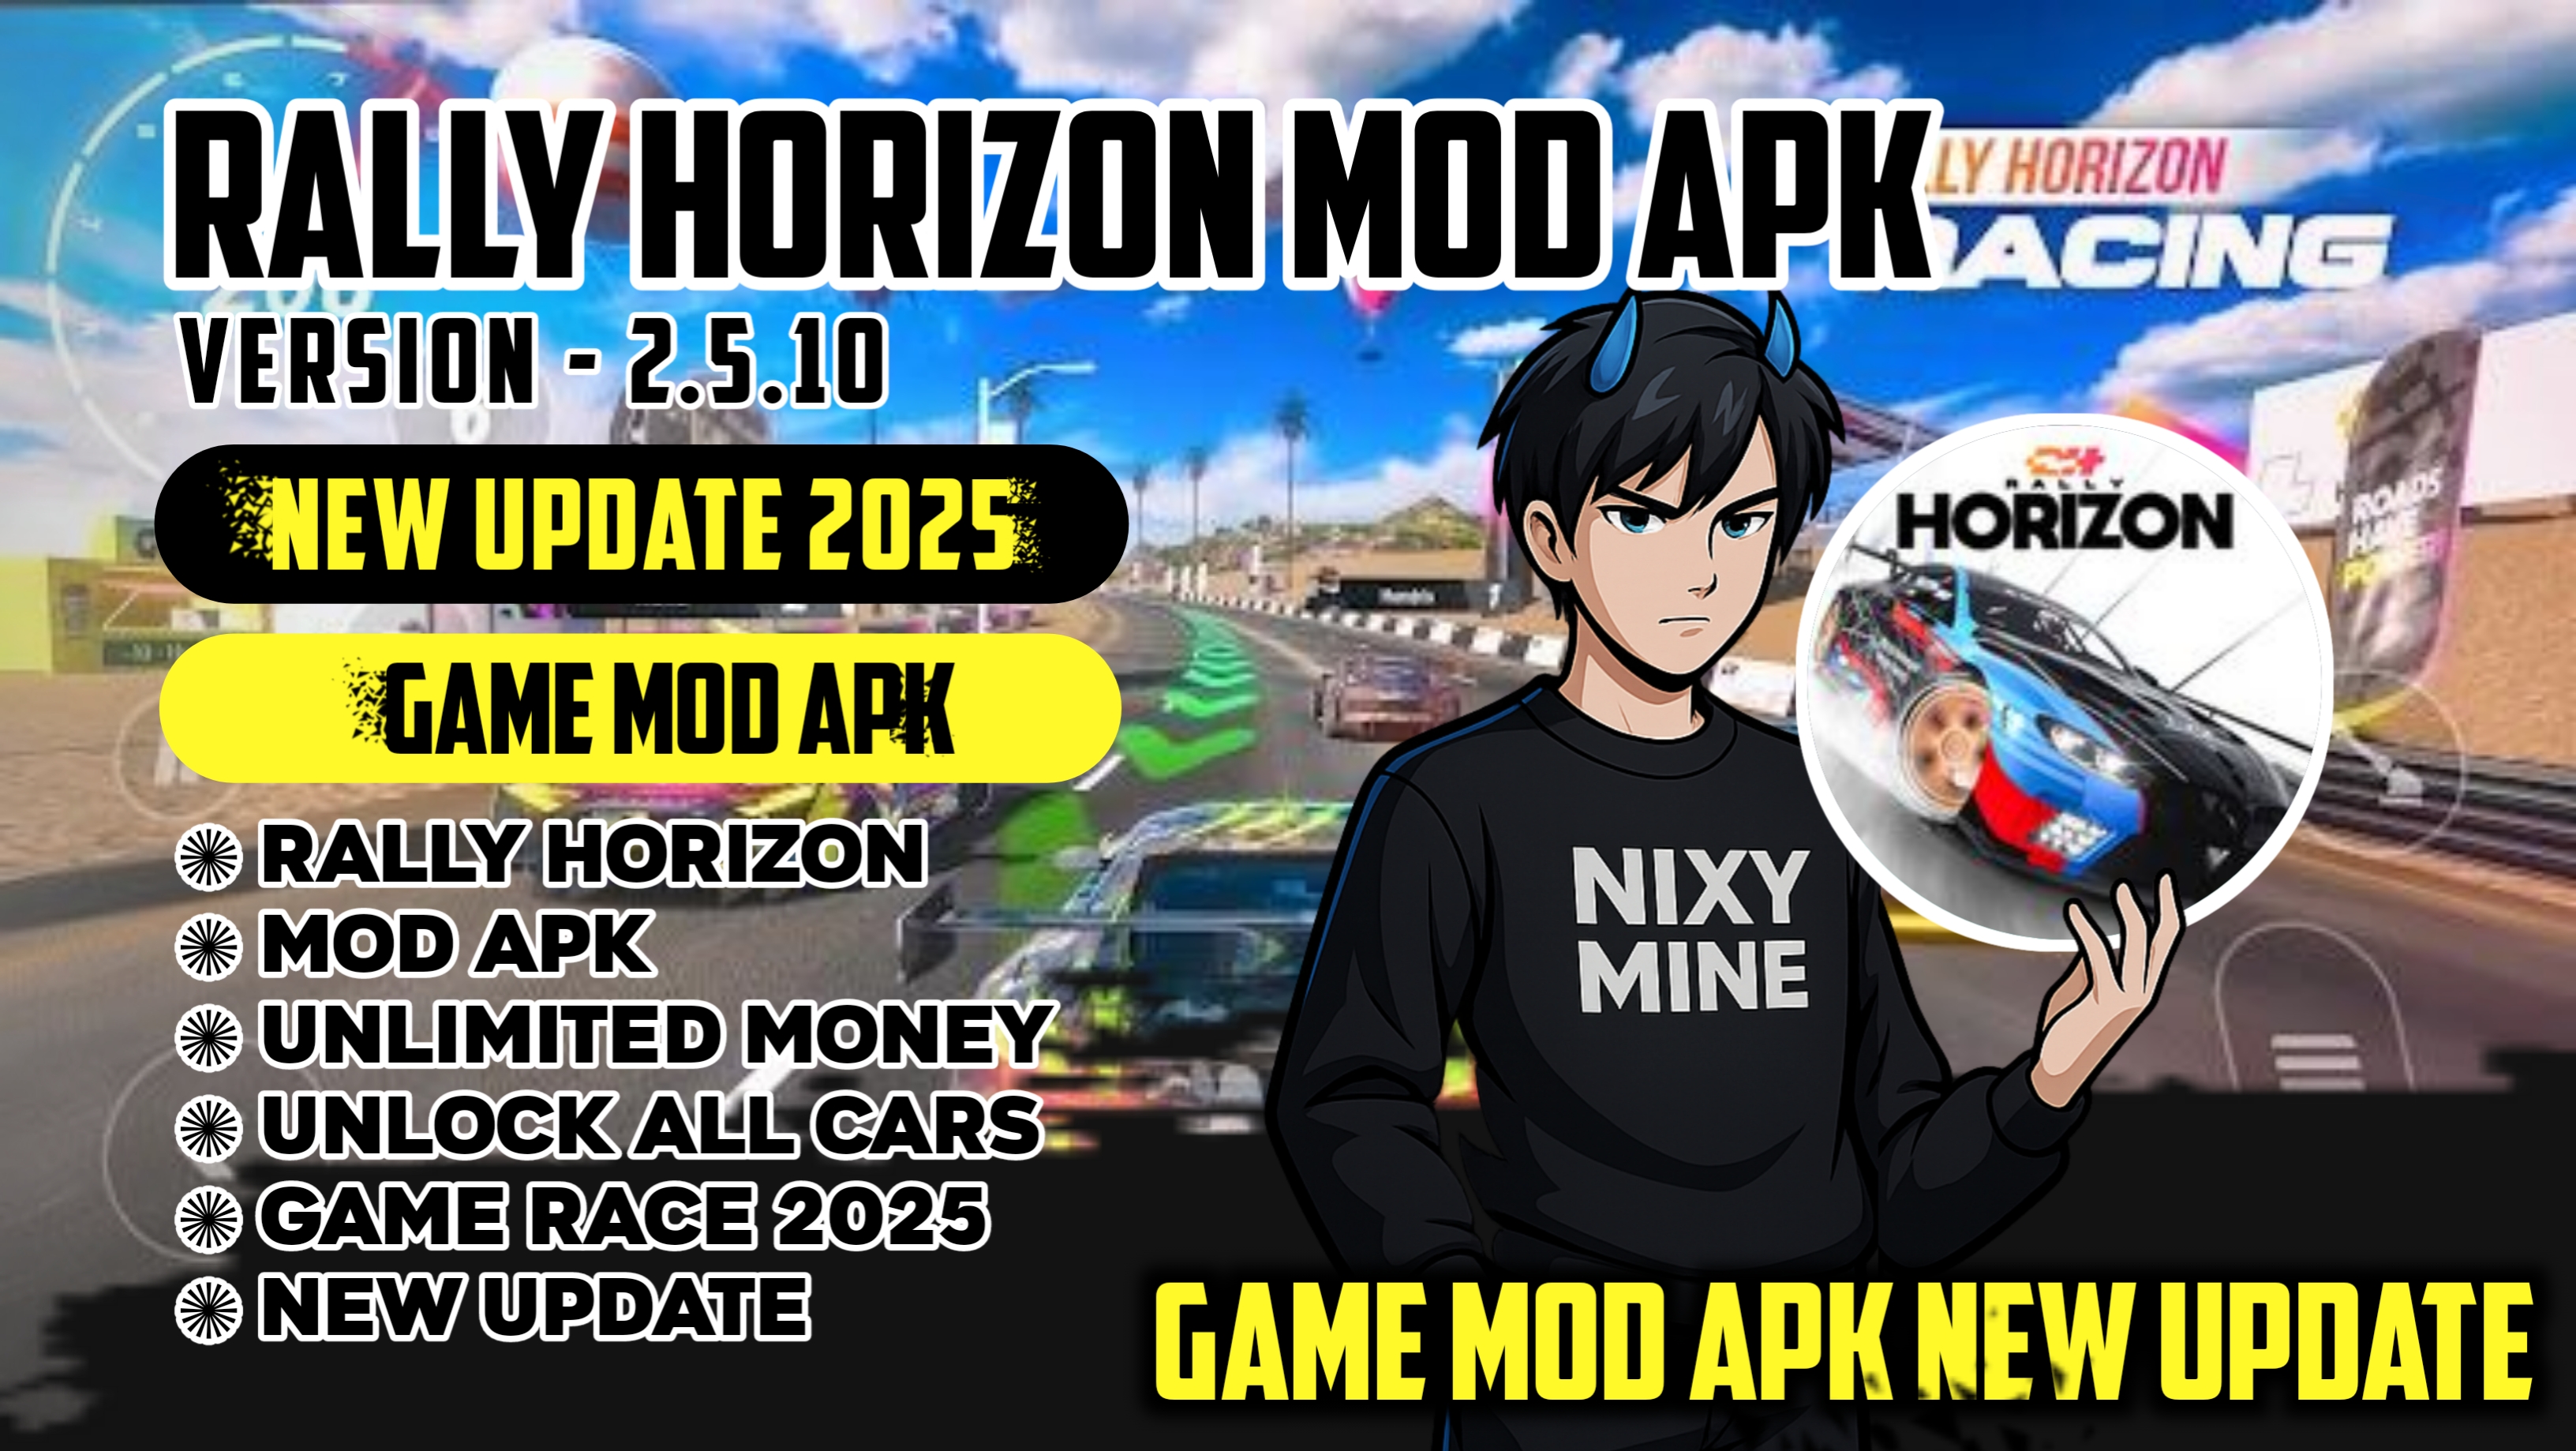 RALLY HORIZON MOD APK
LY HORIZON
RACING
VERSION - 2.5.10
NEW UPDATE 2025
GAME MOD APK
RALLY
HORIZON
ROADS
RALLY HORIZON
MOD APK
UNLIMITED MONEY
UNLOCK ALL CARS
GAME RACE 2025
NEW UPDATE
NIXY
MINE
GAME MOD APK NEW UPDATE